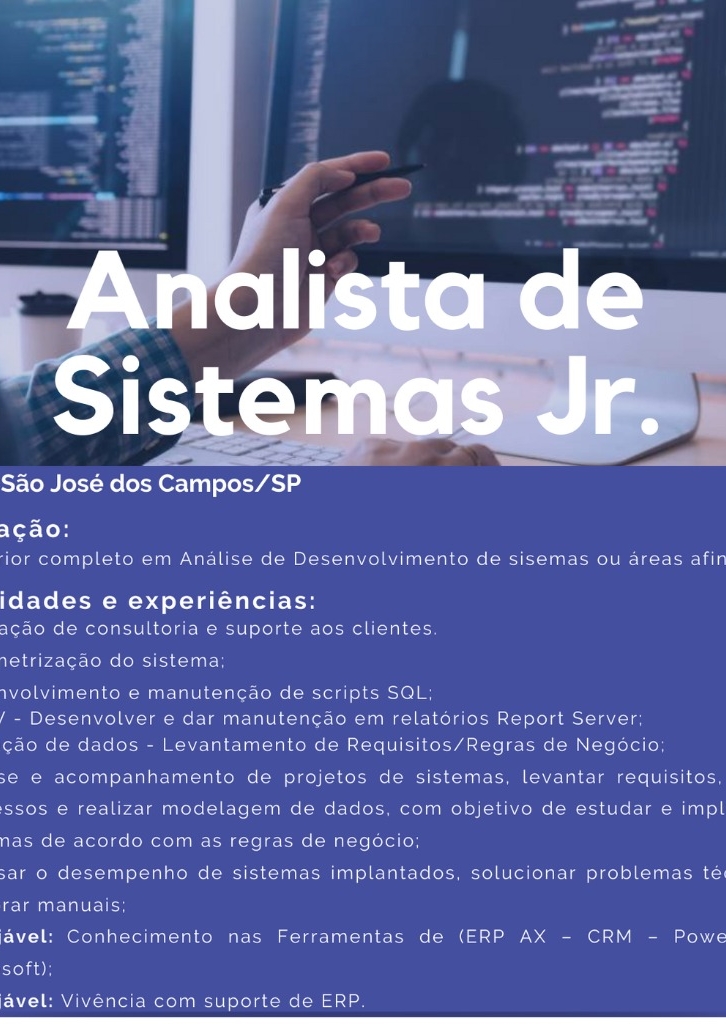 Analista de
Sistemas Jr.
São José dos Campos/SP
ação:
rior completo em Análise de Desenvolvimento de sisemas ou áreas afin
idades e experiências:
ação de consultoria e suporte aos clientes.
metrização do sistema;
nvolvimento e manutenção de scripts SQL;
V - Desenvolver e dar manutenção em relatórios Report Server;
ção de dados - Levantamento de Requisitos/Regras de Negócio;
se e acompanhamento de projetos de sistemas, levantar requisitos,
essos e realizar modelagem de dados, com objetivo de estudar e impl
mas de acordo com as regras de negócio;
sar o desempenho de sistemas implantados, solucionar problemas téc
rar manuais;
jável: Conhecimento nas Ferramentas de (ERP AX – CRM – Powe
soft);
jável: Vivência com suporte de ERP.